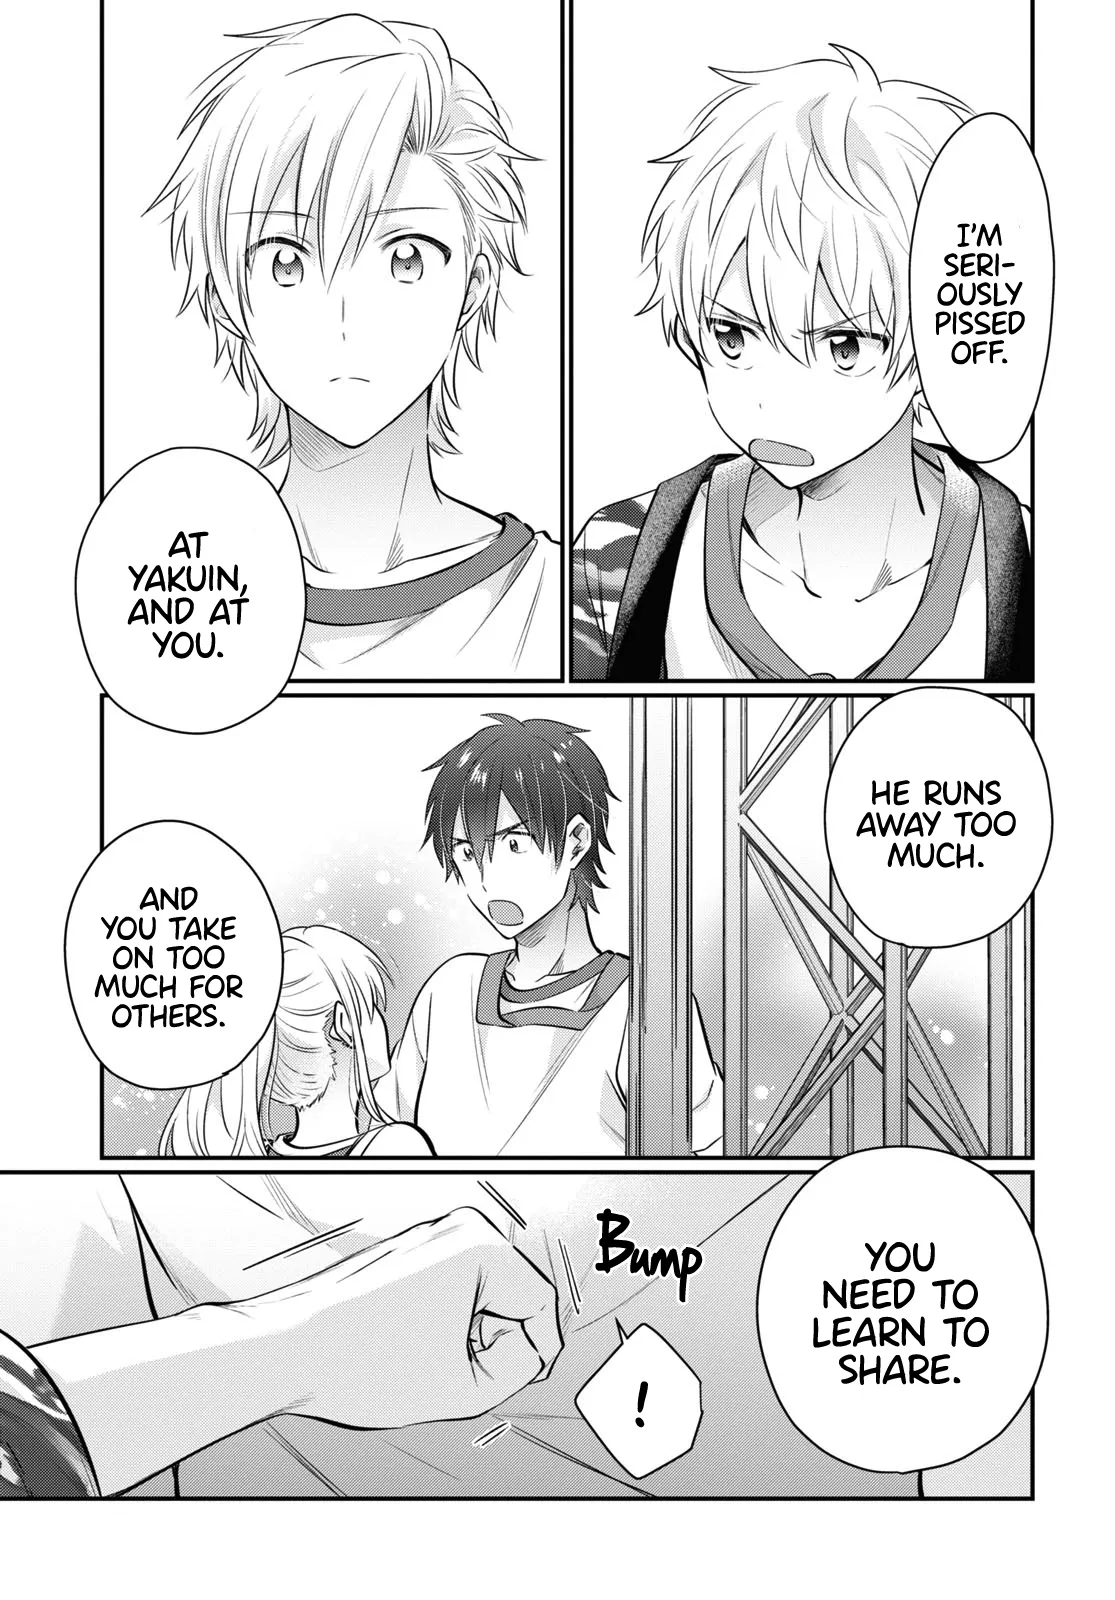 I'M
SERI-
OUSLY
PISSED
OFF.
AT
YAKUIN,
AND AT
YOU.
HE RUNS
AWAY TOO
MUCH.
AND
YOU TAKE
ON TOO
MUCH FOR
OTHERS.
YOU
NEED TO
LEARN TO
SHARE.
Bump
!